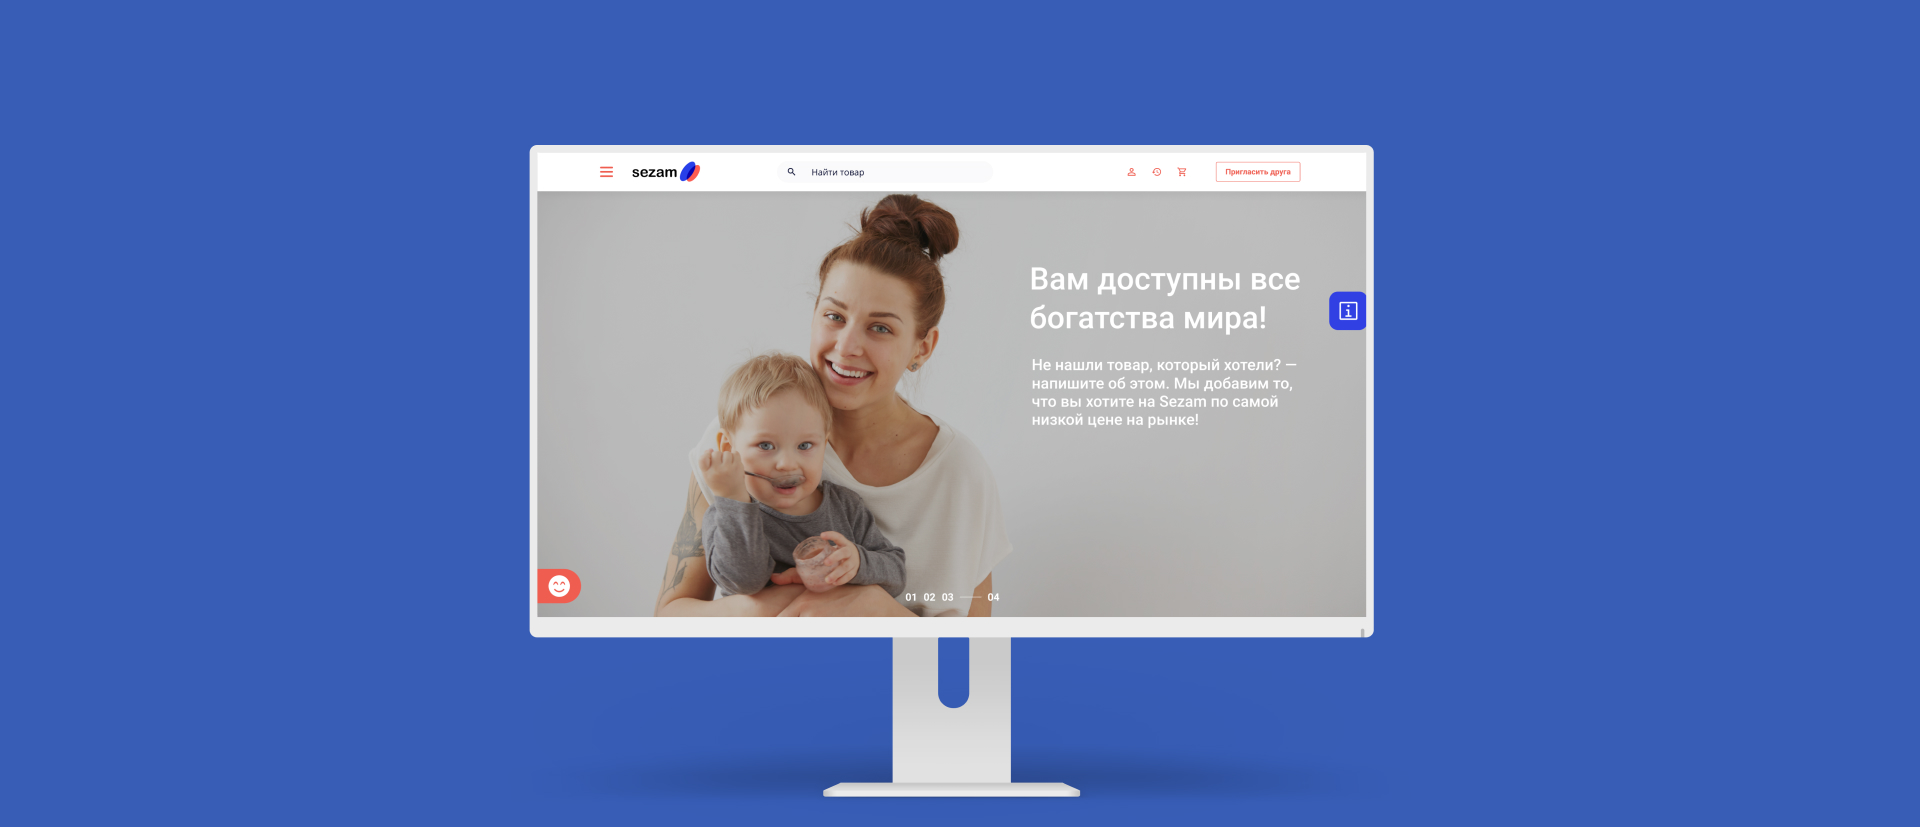 sezam
Найти товар
Пригласить друга
Вам доступны все
богатства мира!
Не нашли товар, который хотели? —
напишите об этом. Мы добавим то,
что вы хотите на Sezam по самой
низкой цене на рынке!
01 02 03 04